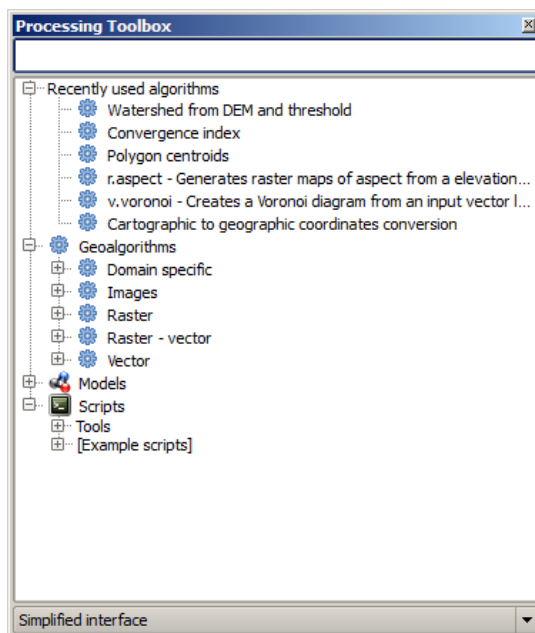 Processing Toolbox
Recently used algorithms
Watershed from DEM and threshold
Convergence index
Polygon centroids
r.aspect - Generates raster maps of aspect from a elevation...
v.voronoi - Creates a Voronoi diagram from an input vector l...
Cartographic to geographic coordinates conversion
Geoalgorithms
Domain specific
Images
Raster
Raster - vector
Vector
Models
Scripts
Tools
[Example scripts]
Simplified interface